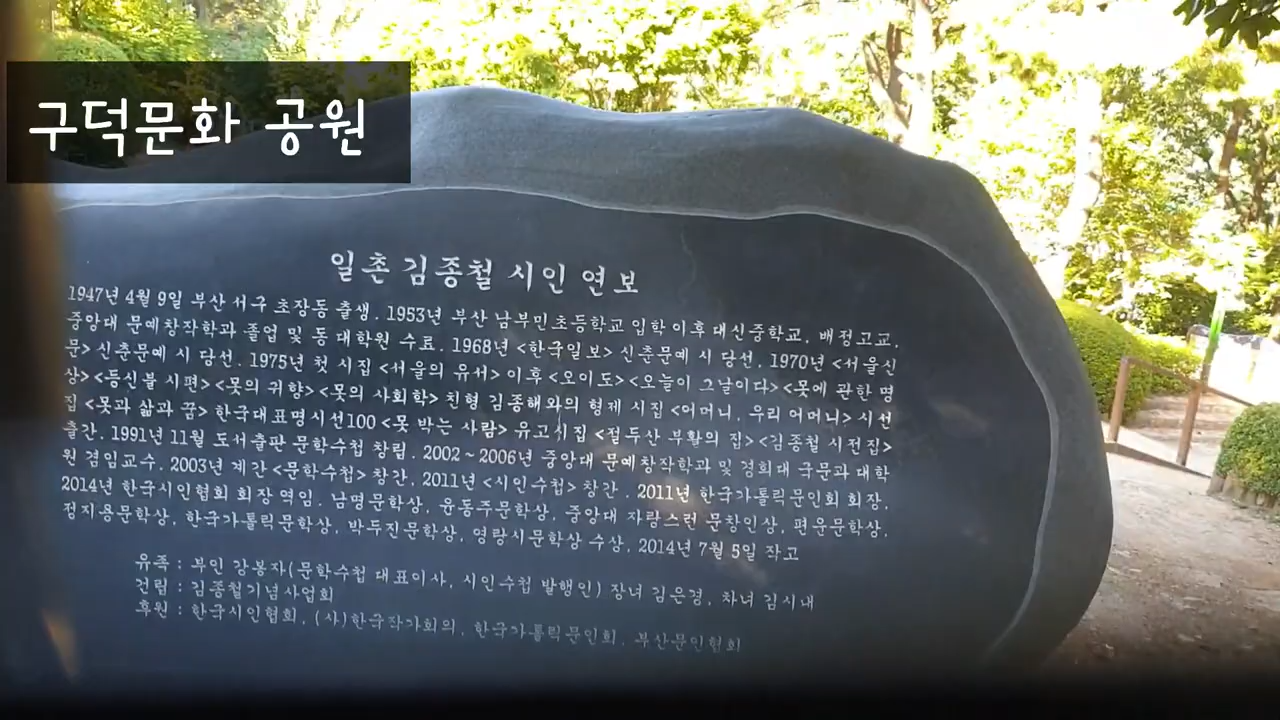 구덕문화 공원
일촌 김종철 시인 연보
1947년 4월 9일 부산 서구 초장동 출생. 1953년 부산 남부민초등학교 입학 이후 대신중학교, 배정고교,
중앙대 문예창작학과 졸업 및 동 대학원 수료. 1968년 <한국일보> 신춘문예 시 당선. 1970년 <서울신
문> 신춘문예 시 당선. 1975년 첫 시집 <서울의 유서> 이후 <오이도> <오늘이 그날이다> <못에 관한 명
상> <등신불 시편> <못의 귀향> <못의 사회학> 친형 김종해와의 형제 시집 <어머니, 우리 어머니> 시선
집 <못과 삶과 꿈> 한국대표명시선100 <못 박는 사람> 유고시집 <절두산 부활의 집> <김종철 시전집>
출간. 1991년 11월 도서출판 문학수첩 창립. 2002~2006년 중앙대 문예창작학과 및 경희대 국문과 대학
원 겸임교수. 2003년 계간 <문학수첩> 창간. 2011년 <시인수첩> 창간. 2011년 한국가톨릭문인회 회장.
2014년 한국시인협회 회장 역임. 남명문학상, 윤동주문학상, 중앙대 자랑스런 문창인상, 편운문학상,
정지용문학상, 한국가톨릭문학상, 박두진문학상, 영랑시문학상 수상. 2014년 7월 5일 작고
유족 : 부인 강봉자(문학수첩 대표이사, 시인수첩 발행인) 장녀 김은경, 차녀 김시내
건립 : 김종철기념사업회
후원 : 한국시인협회, (사)한국작가회의, 한국가톨릭문인회, 부산문인협회